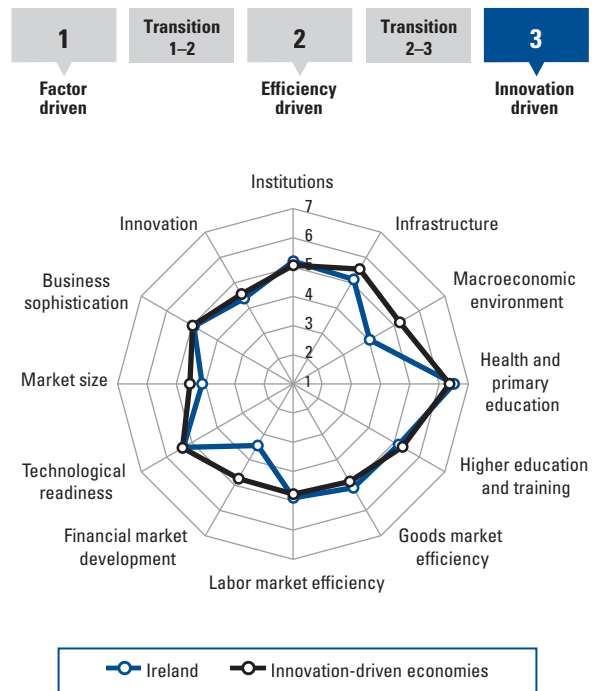 1
Transition
1–2
2
Transition
2–3
3
Factor
driven
Efficiency
driven
Innovation
driven
Institutions
7
Innovation
Infrastructure
6
5
Business
sophistication
Macroeconomic
environment
4
3
2
Market size
1
Health and
primary
education
Technological
readiness
Higher education
and training
Financial market
development
Goods market
efficiency
Labor market efficiency
Ireland
Innovation-driven economies